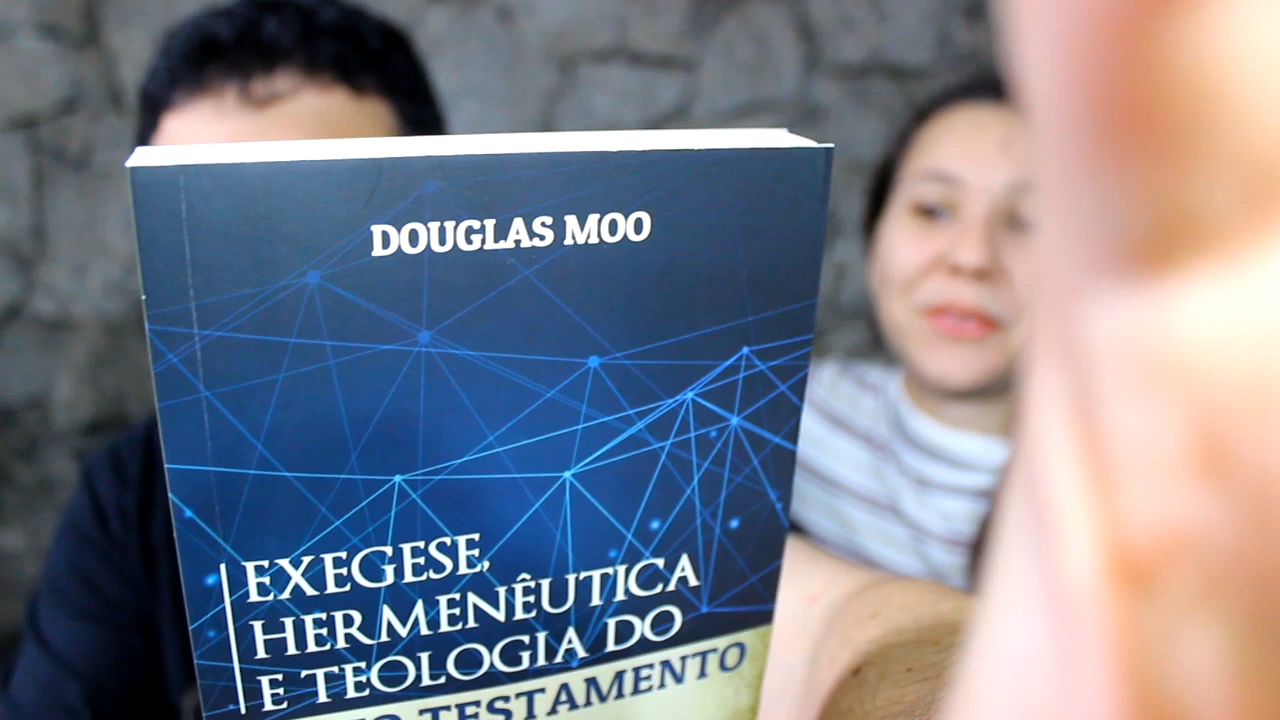 DOUGLAS MOO
EXEGESE,
HERMENÊUTICA
E TEOLOGIA DO
TESTAMENTO